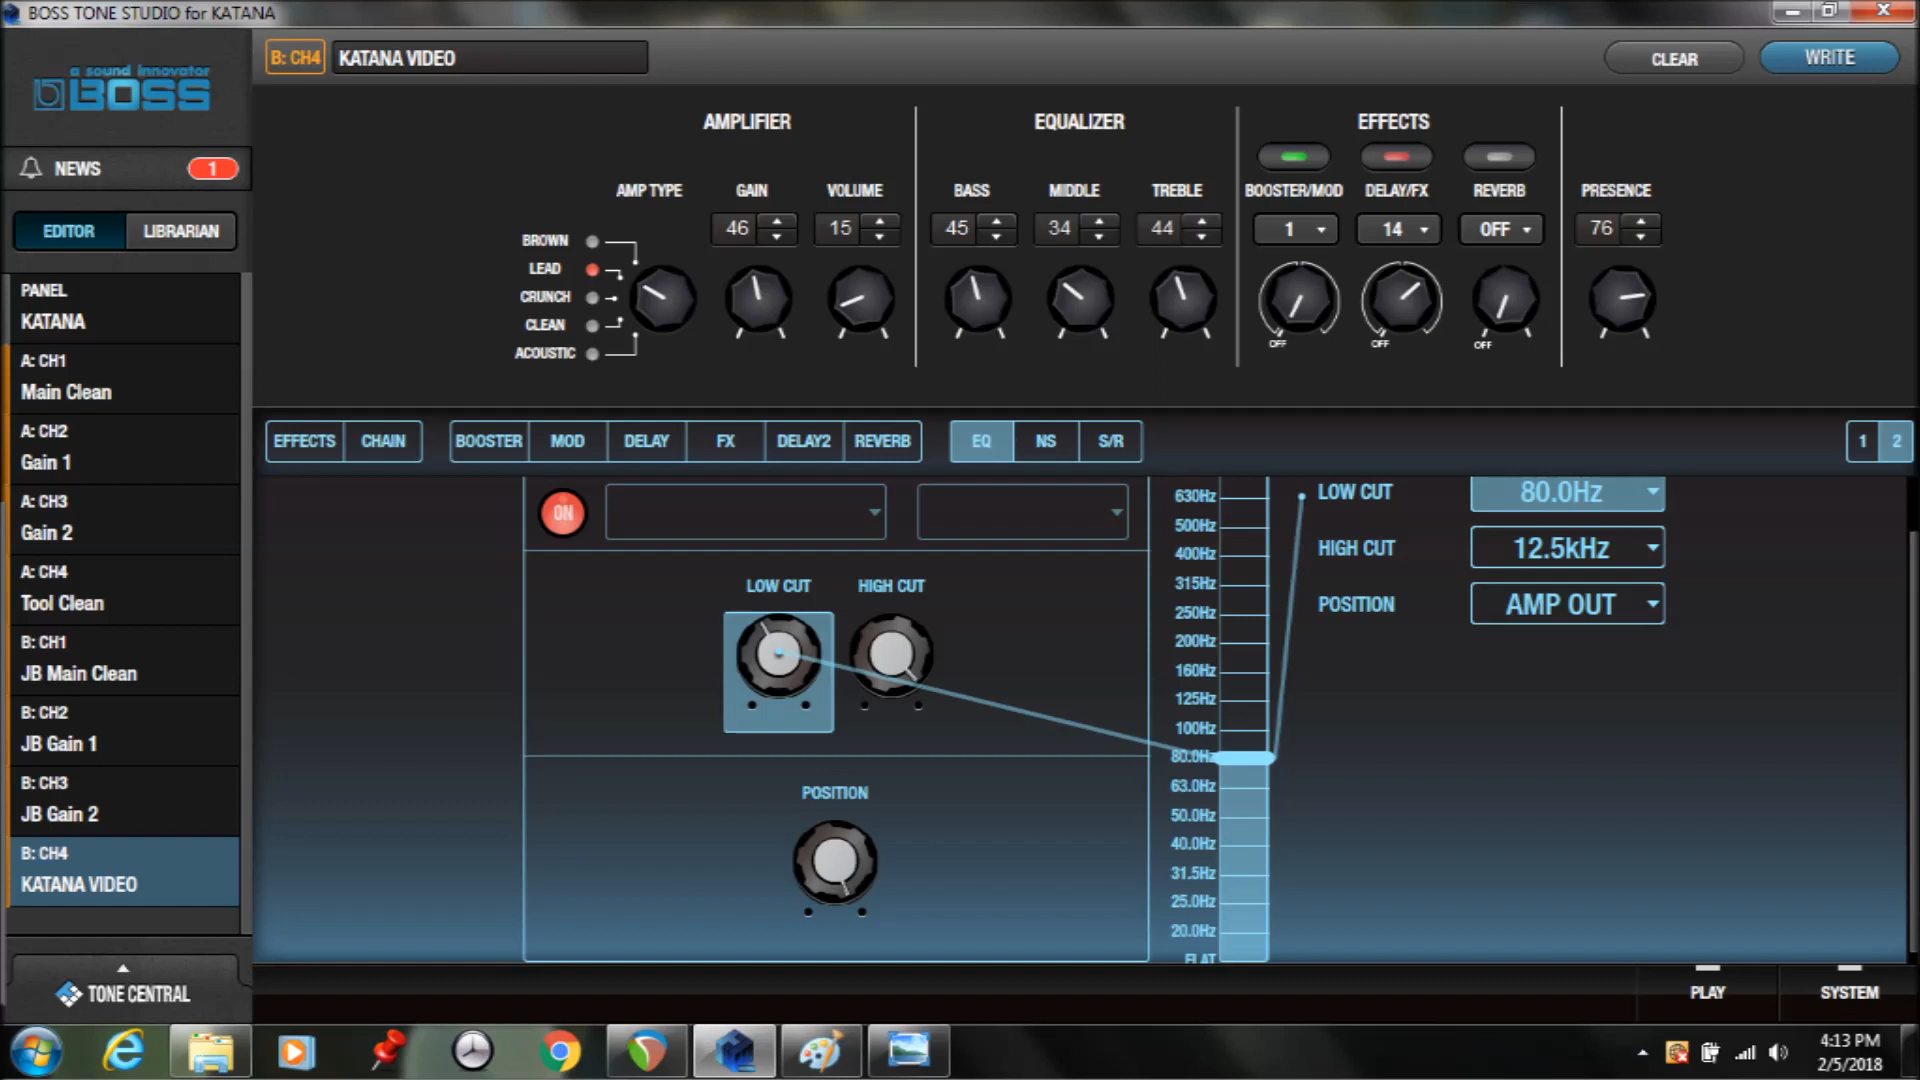 BOSS TONE STUDIO for KATANA
a sound innovator
BOSS
B: CH4
KATANA VIDEO
CLEAR
WRITE
NEWS
1
EDITOR
LIBRARIAN
PANEL
KATANA
A: CH1
Main Clean
A: CH2
Gain 1
A: CH3
Gain 2
A: CH4
Tool Clean
B: CH1
JB Main Clean
B: CH2
JB Gain 1
B: CH3
JB Gain 2
B: CH4
KATANA VIDEO
TONE CENTRAL
AMPLIFIER
AMP TYPE
GAIN
VOLUME
46
15
BROWN
LEAD
CRUNCH
CLEAN
ACOUSTIC
EQUALIZER
BASS
MIDDLE
TREBLE
45
34
44
EFFECTS
BOOSTER/MOD
DELAY/FX
REVERB
1
14
OFF
OFF
OFF
OFF
PRESENCE
76
EFFECTS
CHAIN
BOOSTER
MOD
DELAY
FX
DELAY2
REVERB
EQ
NS
S/R
1
2
ON
LOW CUT
HIGH CUT
POSITION
630Hz
500Hz
400Hz
315Hz
250Hz
200Hz
160Hz
125Hz
100Hz
80.0Hz
63.0Hz
50.0Hz
40.0Hz
31.5Hz
25.0Hz
20.0Hz
FLAT
LOW CUT
80.0Hz
HIGH CUT
12.5kHz
POSITION
AMP OUT
PLAY
SYSTEM
4:13 PM
2/5/2018